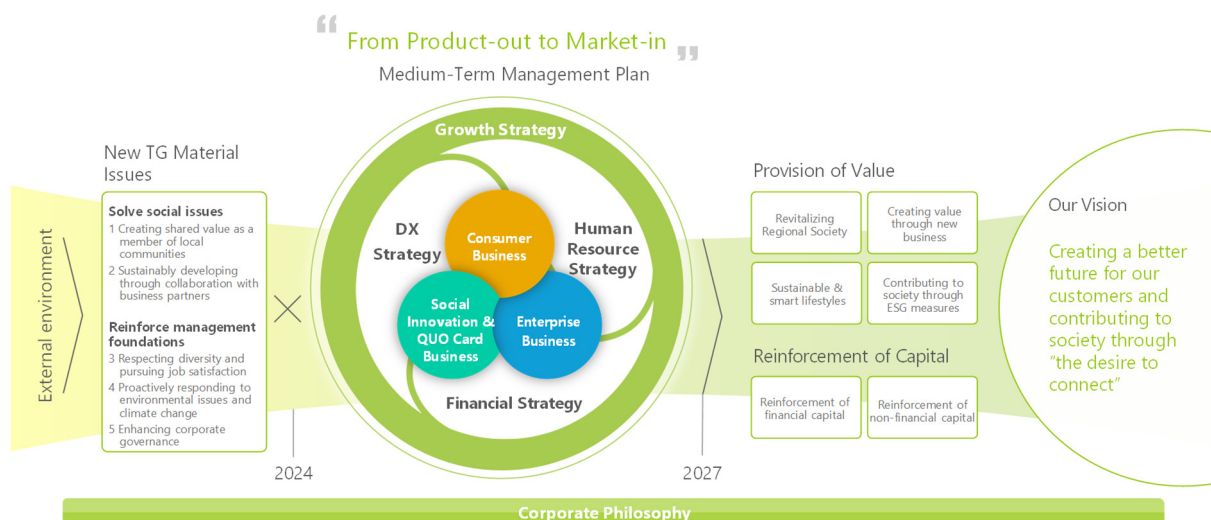 “
From Product-out to Market-in
”
Medium-Term Management Plan
External environment
New TG Material
Issues
Solve social issues
1 Creating shared value as a
member of local
communities
2 Sustainably developing
through collaboration with
business partners
Reinforce management
foundations
3 Respecting diversity and
pursuing job satisfaction
4 Proactively responding to
environmental issues and
climate change
5 Enhancing corporate
governance
2024
Growth Strategy
DX
Strategy
Human
Resource
Strategy
Consumer
Business
Social
Innovation &
QUO Card
Business
Enterprise
Business
Financial Strategy
2027
Provision of Value
Revitalizing
Regional Society
Creating value
through new
business
Sustainable &
smart lifestyles
Contributing to
society through
ESG measures
Reinforcement of Capital
Reinforcement of
financial capital
Reinforcement of
non-financial capital
Our Vision
Creating a better
future for our
customers and
contributing to
society through
“the desire to
connect”
Corporate Philosophy